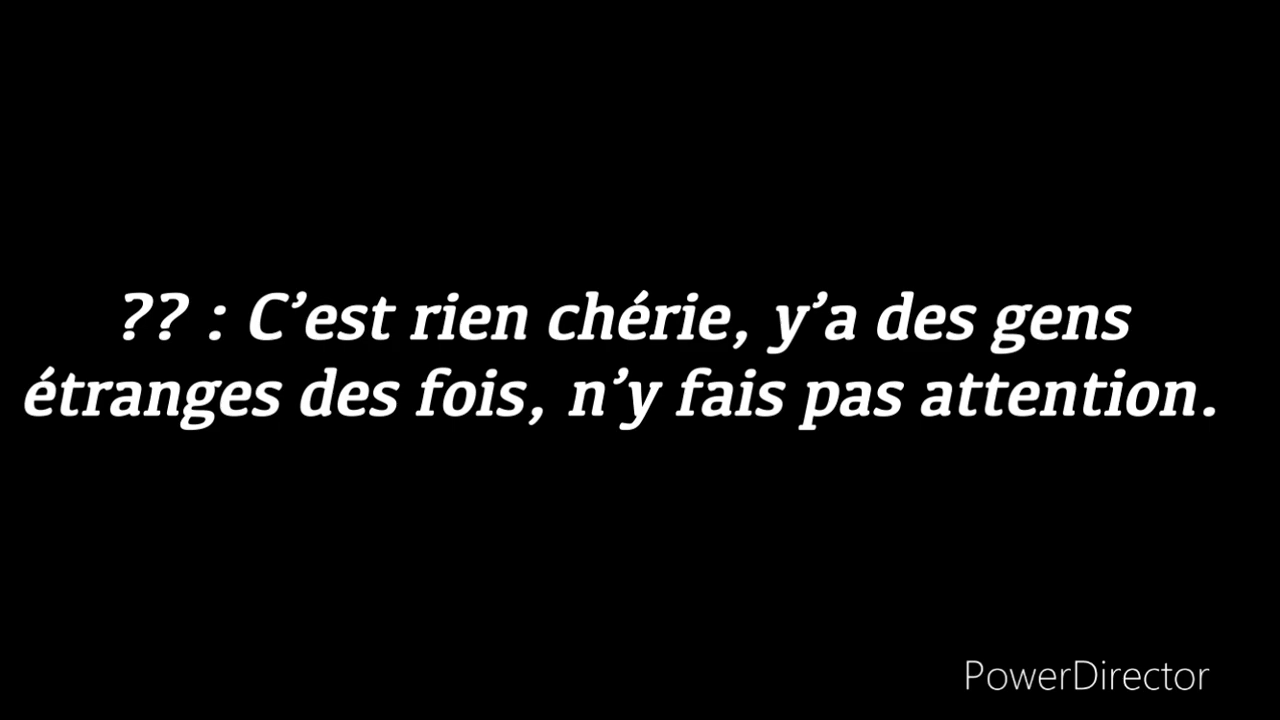 ?? : C’est rien chérie, y’a des gens
étranges des fois, n’y fais pas attention.
PowerDirector